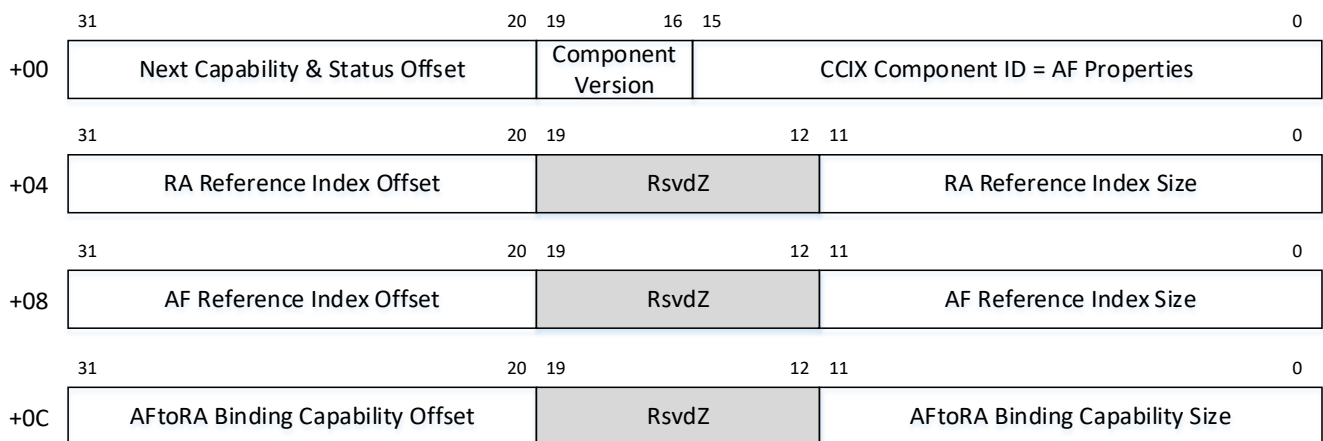 31 20 19 16 15 0
+00 Next Capability & Status Offset Component Version CCIX Component ID = AF Properties
31 20 19 12 11 0
+04 RA Reference Index Offset RsvdZ RA Reference Index Size
31 20 19 12 11 0
+08 AF Reference Index Offset RsvdZ AF Reference Index Size
31 20 19 12 11 0
+0C AFtoRA Binding Capability Offset RsvdZ AFtoRA Binding Capability Size